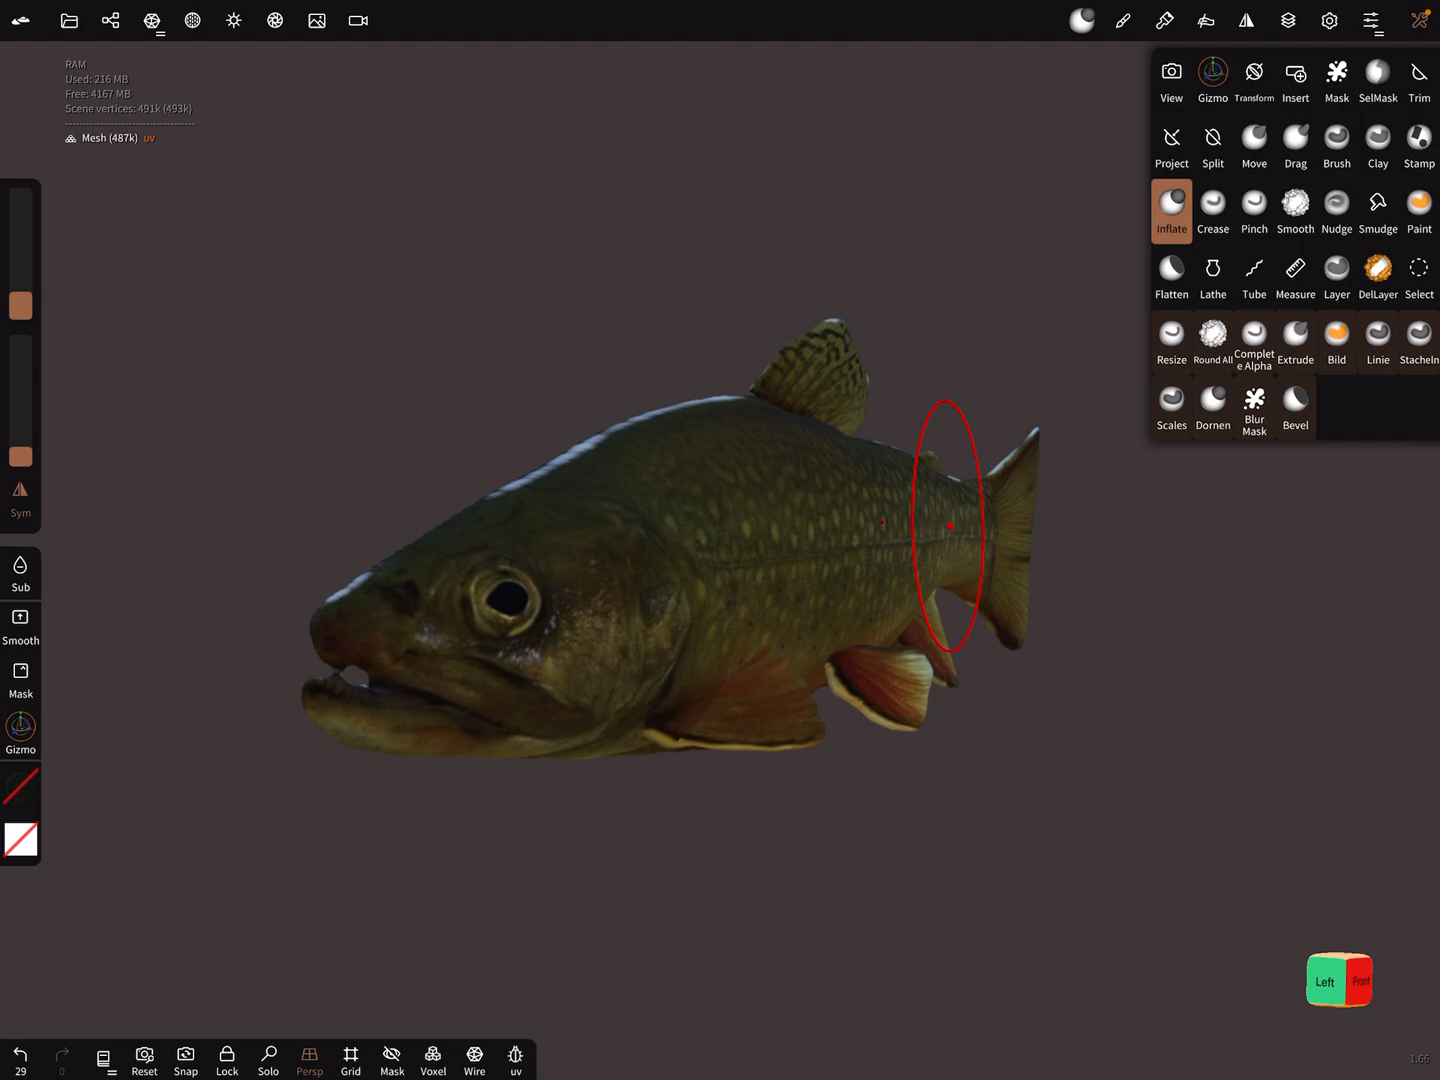 RAM
Used: 216 MB
Free: 4167 MB
Scene vertices: 491k (493k)
Mesh (487k) uv
View Gizmo Transform Insert Mask SelMask Trim
Project Split Move Drag Brush Clay Stamp
Inflate Crease Pinch Smooth Nudge Smudge Paint
Flatten Lathe Tube Measure Layer DelLayer Select
Resize Round All Complet
e Alpha Extrude Bild Linie Stacheln
Scales Dornen Blur
Mask Bevel
Sym
Sub
Smooth
Mask
Gizmo
Left Front
29 0 Reset Snap Lock Solo Persp Grid Mask Voxel Wire uv
1.66